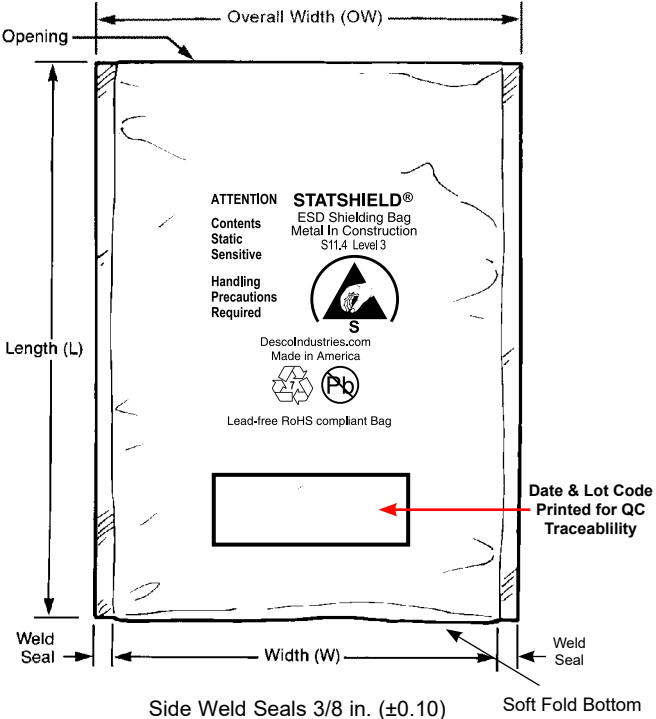 Overall Width (OW)
Opening
ATTENTION
Contents
Static
Sensitive
Handling
Precautions
Required
STATSHIELD®
ESD Shielding Bag
Metal In Construction
S11.4 Level 3
S
DescoIndustries.com
Made in America
7
Pb
Lead-free RoHS compliant Bag
Length (L)
Date & Lot Code
Printed for QC
Traceablility
Weld
Seal
Width (W)
Weld
Seal
Side Weld Seals 3/8 in. (±0.10)
Soft Fold Bottom